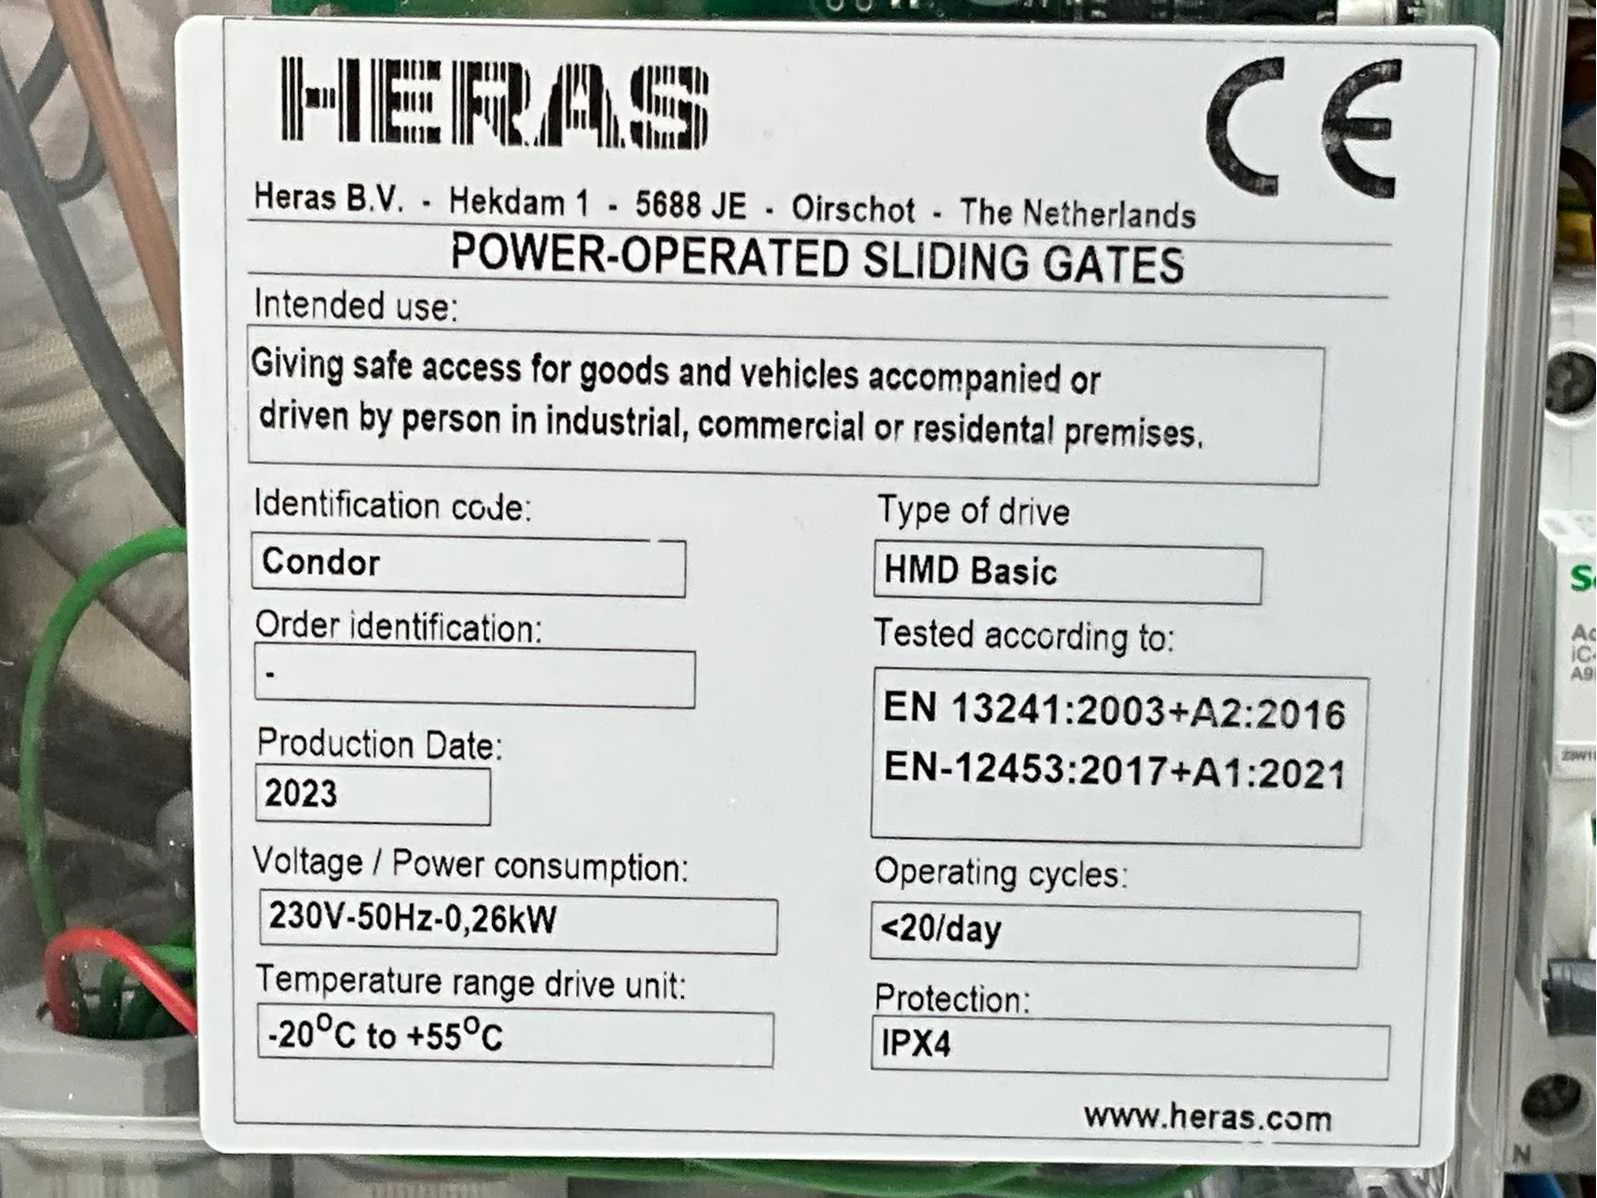 HERAS
CE
Heras B.V. - Hekdam 1 - 5688 JE - Oirschot - The Netherlands
POWER-OPERATED SLIDING GATES
Intended use:
Giving safe access for goods and vehicles accompanied or
driven by person in industrial, commercial or residental premises.
Identification code:
Condor
Type of drive
HMD Basic
Order identification:
-
Tested according to:
EN 13241:2003+A2:2016
EN-12453:2017+A1:2021
Production Date:
2023
Voltage / Power consumption:
230V-50Hz-0,26kW
Operating cycles:
<20/day
Temperature range drive unit:
-20°C to +55°C
Protection:
IPX4
www.heras.com
N